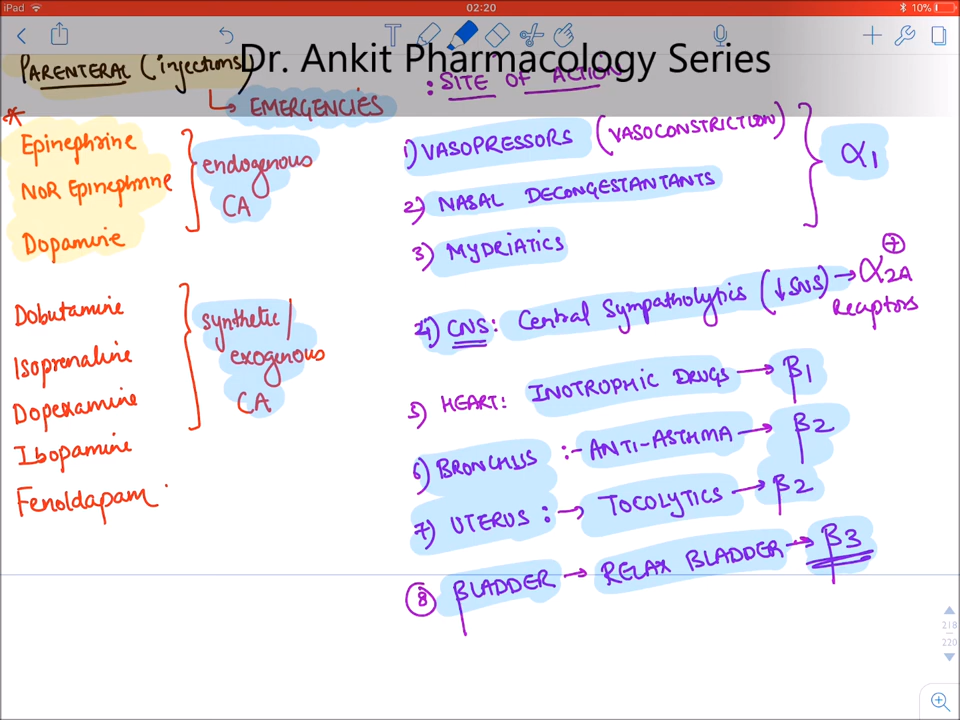 iPad
02:20
10%
Dr. Ankit Pharmacology Series
PARENTERAL (injections)
EMERGENCIES
Epinephrine
NOR Epinephrine
Dopamine
endogenous
CA
Dobutamine
Isoprenaline
Dopexamine
Ibopamine
Fenoldapam
synthetic/
exogenous
CA
: SITE OF ACTION
1) VASOPRESSORS (VASOCONSTRICTION)
2) NASAL DECONGESTANTANTS
3) MYDRIATICS
α1
4) CNS: Central Sympatholytics (↓SNS) → α2A
Receptors
5) HEART: INOTROPHIC DRUGS → β1
6) BRONCHUS :- ANTI-ASTHMA → β2
7) UTERUS : → TOCOLYTICS → β2
8 BLADDER → RELAX BLADDER → β3
218
220